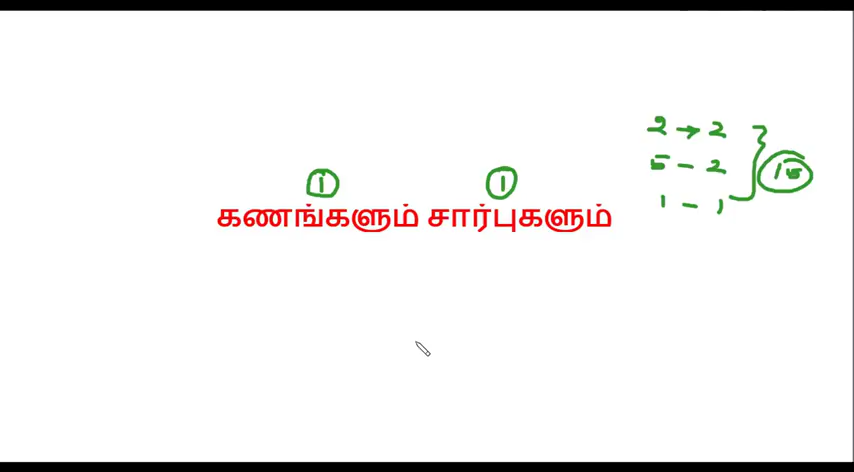 2 → 2
5 - 2
15
1 - 1
1 1
கணங்களும் சார்புகளும்